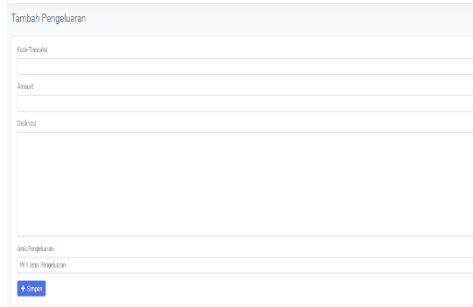 Tambah Pengeluaran
Kode Transaksi
Amount
Deskripsi
Jenis Pengeluaran
Pilih Jenis Pengeluaran
+ Simpan